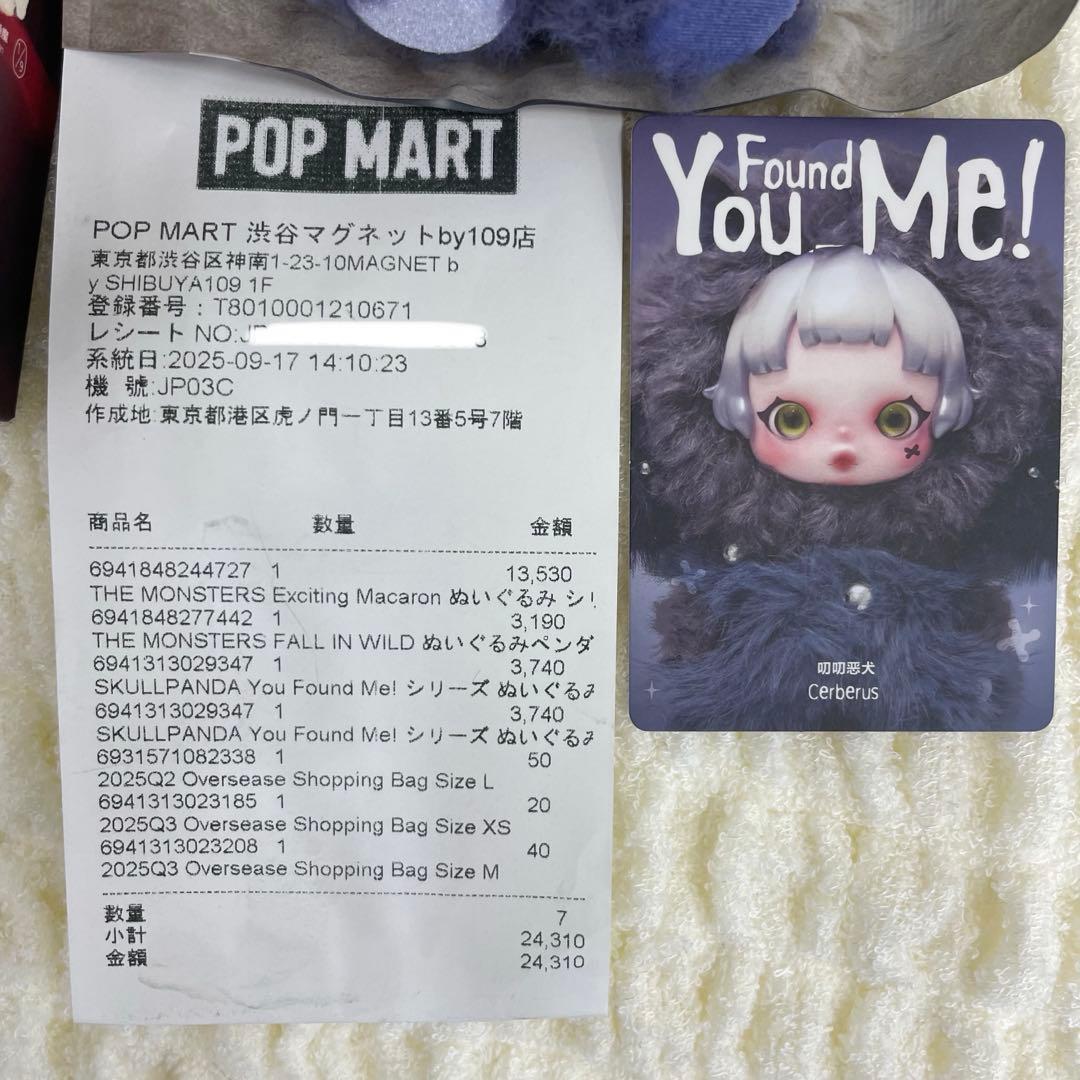 1/9
POP MART
POP MART 渋谷マグネットby109店
東京都渋谷区神南1-23-10MAGNET b
y SHIBUYA109 1F
登録番号：T8010001210671
レシート NO:
系統日:2025-09-17 14:10:23
機 號:JP03C
作成地:東京都港区虎ノ門一丁目13番5号7階
商品名 數量 金額
6941848244727 1 13,530
THE MONSTERS Exciting Macaron ぬいぐるみ シリ
6941848277442 1 3,190
THE MONSTERS FALL IN WILD ぬいぐるみペンダ
6941313029347 1 3,740
SKULLPANDA You Found Me! シリーズ ぬいぐるみ
6941313029347 1 3,740
SKULLPANDA You Found Me! シリーズ ぬいぐるみ
6931571082338 1 50
2025Q2 Oversease Shopping Bag Size L
6941313023185 1 20
2025Q3 Oversease Shopping Bag Size XS
6941313023208 1 40
2025Q3 Oversease Shopping Bag Size M
數量 7
小計 24,310
金額 24,310
You Found Me!
叨叨恶犬
Cerberus